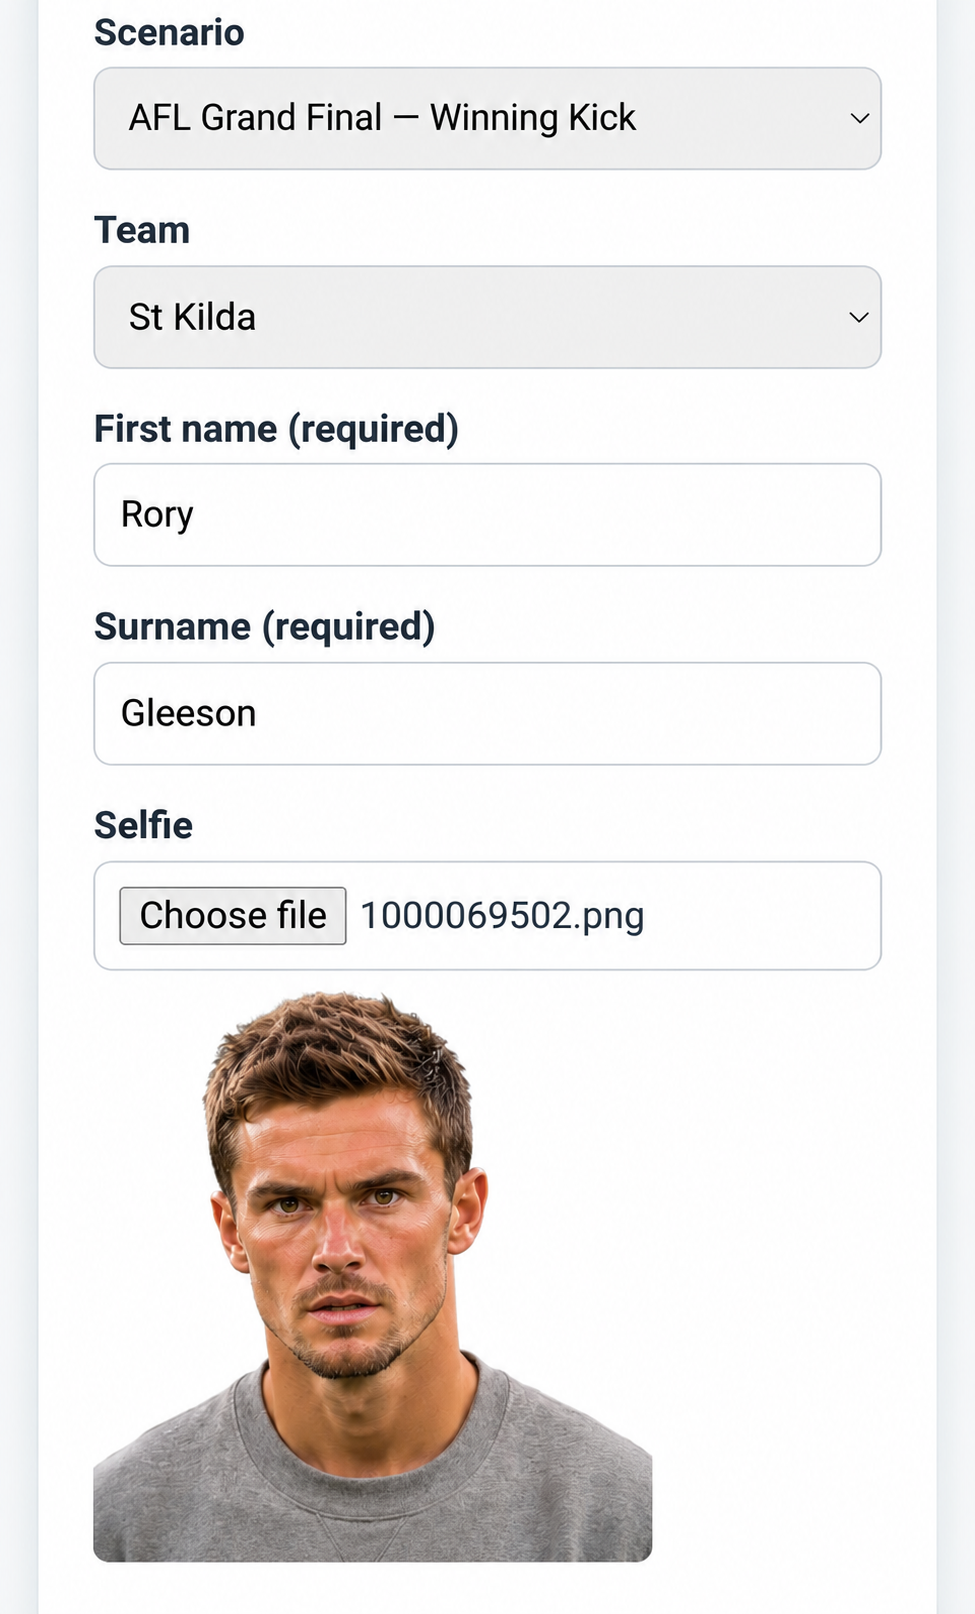 Scenario
AFL Grand Final — Winning Kick
Team
St Kilda
First name (required)
Rory
Surname (required)
Gleeson
Selfie
Choose file 1000069502.png